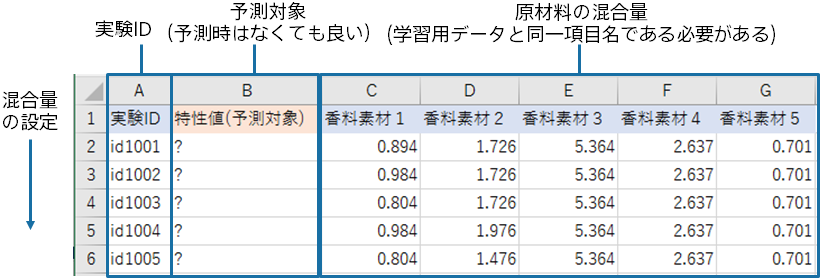 実験ID
予測対象
(予測時はなくても良い)
原材料の混合量
(学習用データと同一項目名である必要がある)
混合量
の設定
A B C D E F G
1 実験ID 特性値(予測対象) 香料素材1 香料素材2 香料素材3 香料素材4 香料素材5
2 id1001 ? 0.894 1.726 5.364 2.637 0.701
3 id1002 ? 0.984 1.726 5.364 2.637 0.701
4 id1003 ? 0.804 1.726 5.364 2.637 0.701
5 id1004 ? 0.984 1.976 5.364 2.637 0.701
6 id1005 ? 0.804 1.476 5.364 2.637 0.701